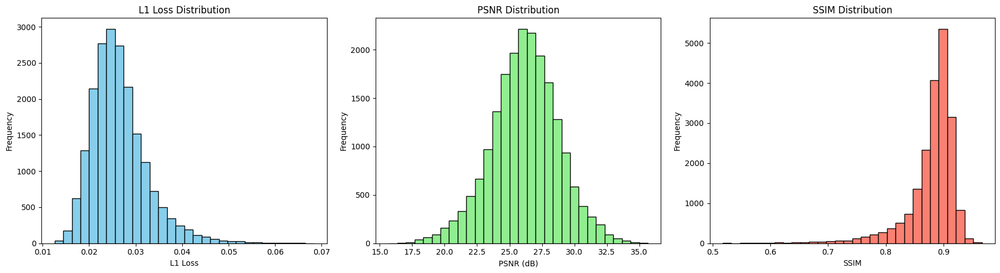 L1 Loss Distribution
3000
2500
2000
1500
1000
500
0
Frequency
0.01 0.02 0.03 0.04 0.05 0.06 0.07
L1 Loss
PSNR Distribution
2000
1500
1000
500
0
Frequency
15.0 17.5 20.0 22.5 25.0 27.5 30.0 32.5 35.0
PSNR (dB)
SSIM Distribution
5000
4000
3000
2000
1000
0
Frequency
0.5 0.6 0.7 0.8 0.9
SSIM